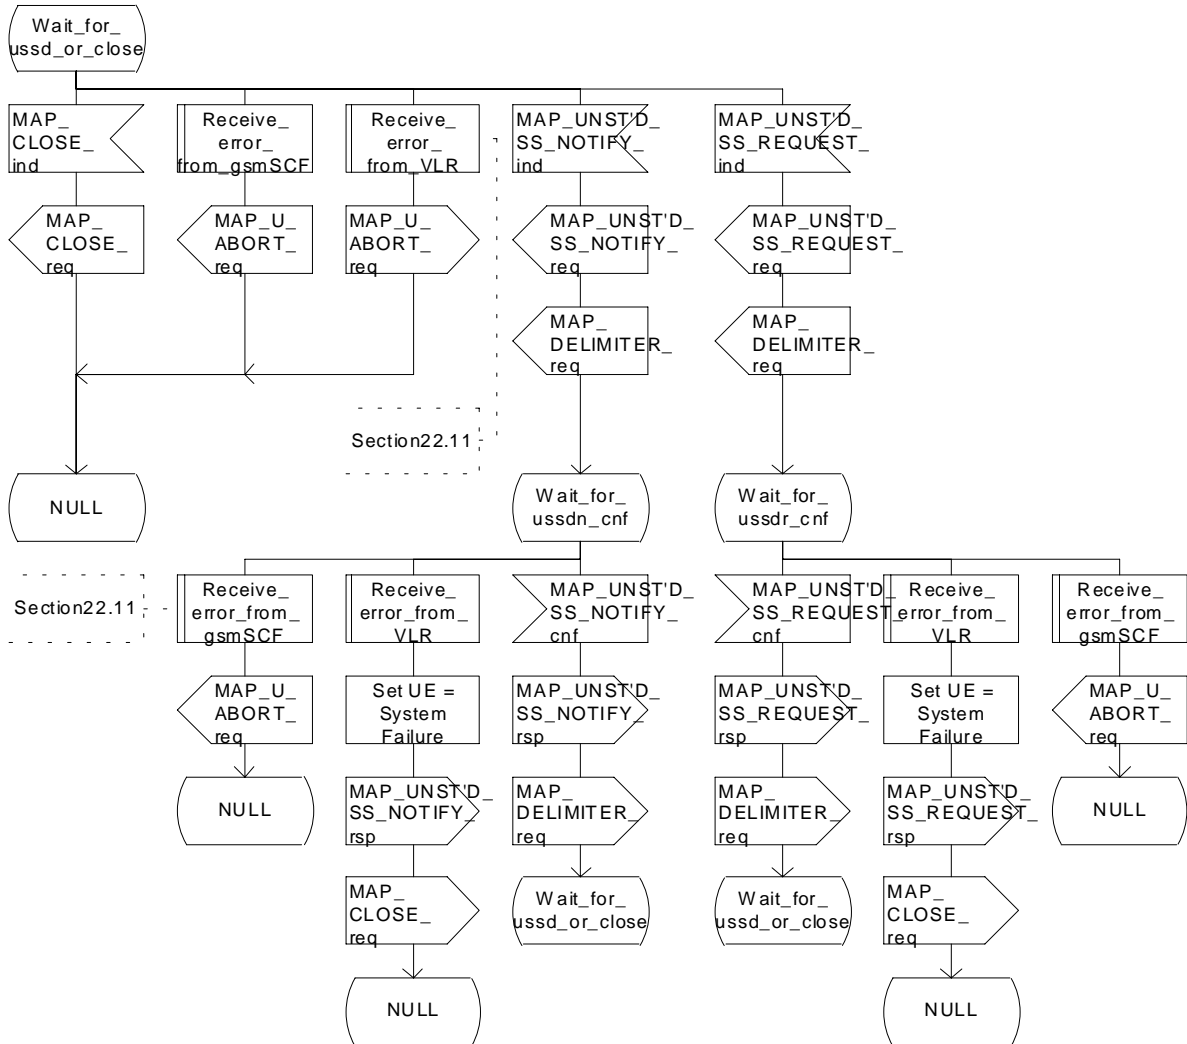 Wait_for_
ussd_or_close
MAP_
CLOSE_
ind
Receive_
error_
from_gsmSCF
Receive_
error_
from_VLR
MAP_UNST'D_
SS_NOTIFY_
ind
MAP_UNST'D_
SS_REQUEST_
ind
MAP_
CLOSE_
req
MAP_U_
ABORT_
req
MAP_U_
ABORT_
req
MAP_UNST'D_
SS_NOTIFY_
req
MAP_UNST'D_
SS_REQUEST_
req
MAP_
DELIMITER_
req
MAP_
DELIMITER_
req
Section22.11
NULL
Wait_for_
ussdn_cnf
Wait_for_
ussdr_cnf
Section22.11
Receive_
error_from_
gsmSCF
Receive_
error_from_
VLR
MAP_UNST'D_
SS_NOTIFY_
cnf
MAP_UNST'D_
SS_REQUEST_
cnf
Receive_
error_from_
VLR
Receive_
error_from_
gsmSCF
MAP_U_
ABORT_
req
Set UE =
System
Failure
MAP_UNST'D_
SS_NOTIFY_
rsp
MAP_UNST'D_
SS_REQUEST_
rsp
Set UE =
System
Failure
MAP_U_
ABORT_
req
NULL
MAP_UNST'D_
SS_NOTIFY_
rsp
MAP_
DELIMITER_
req
MAP_
DELIMITER_
req
MAP_UNST'D_
SS_REQUEST_
rsp
NULL
MAP_
CLOSE_
req
Wait_for_
ussd_or_close
Wait_for_
ussd_or_close
MAP_
CLOSE_
req
NULL
NULL